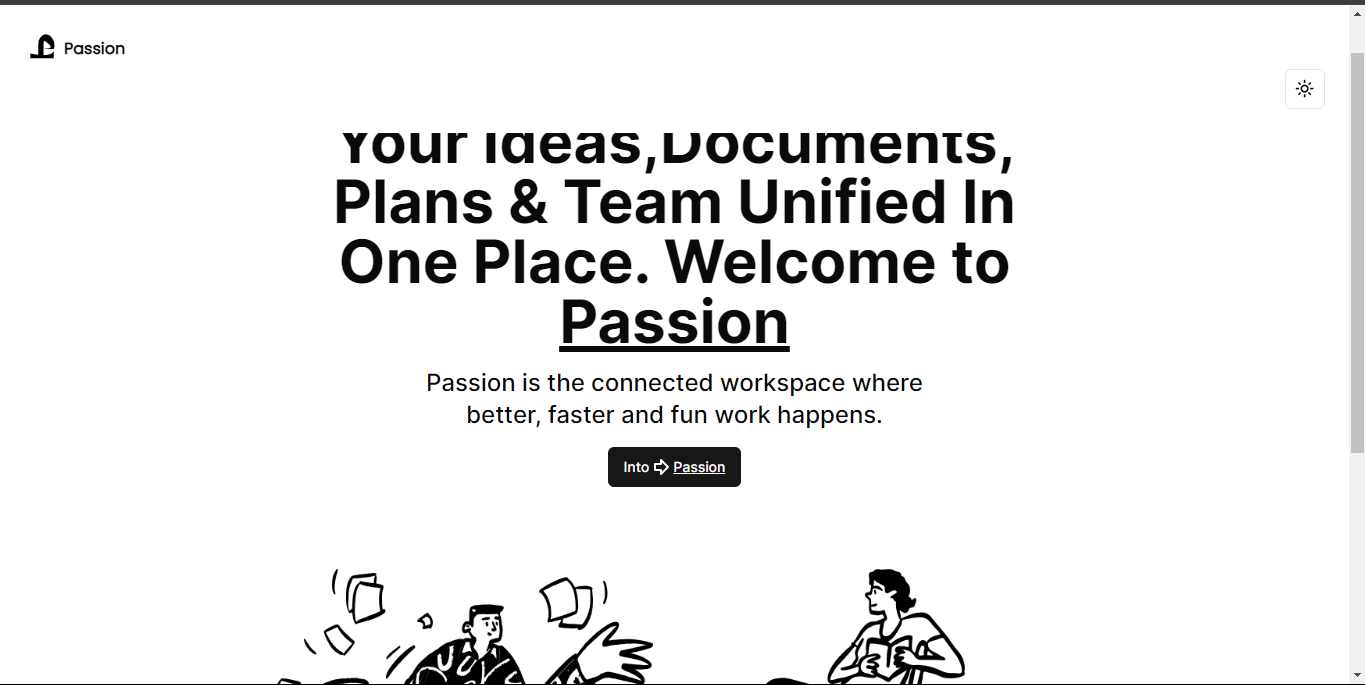 Passion
Your Ideas,Documents,
Plans & Team Unified In
One Place. Welcome to
Passion
Passion is the connected workspace where
better, faster and fun work happens.
Into Passion